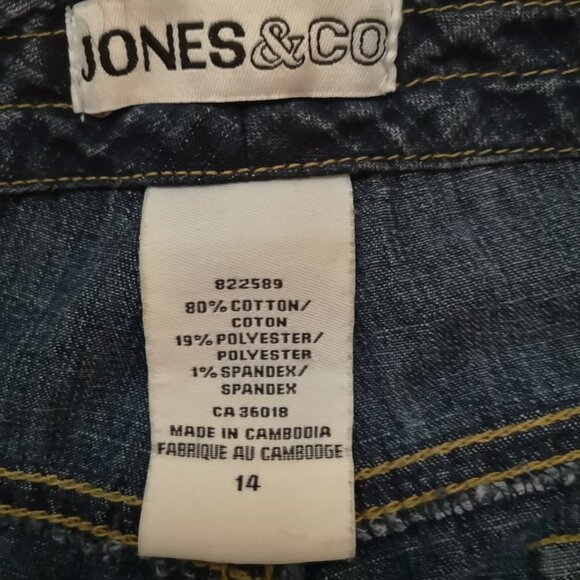 JONES&CO
822589
80% COTTON/
COTON
19% POLYESTER/
POLYESTER
1% SPANDEX/
SPANDEX
CA 36018
MADE IN CAMBODIA
FABRIQUE AU CAMBODGE
14